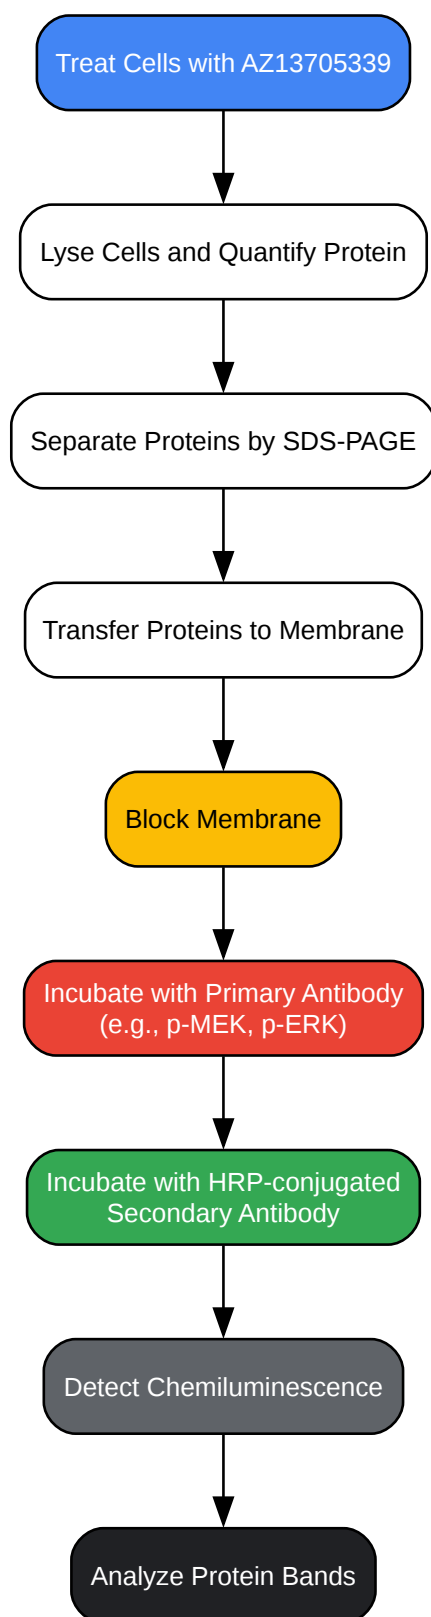 Treat Cells with AZ13705339
Lyse Cells and Quantify Protein
Separate Proteins by SDS-PAGE
Transfer Proteins to Membrane
Block Membrane
Incubate with Primary Antibody
(e.g., p-MEK, p-ERK)
Incubate with HRP-conjugated
Secondary Antibody
Detect Chemiluminescence
Analyze Protein Bands